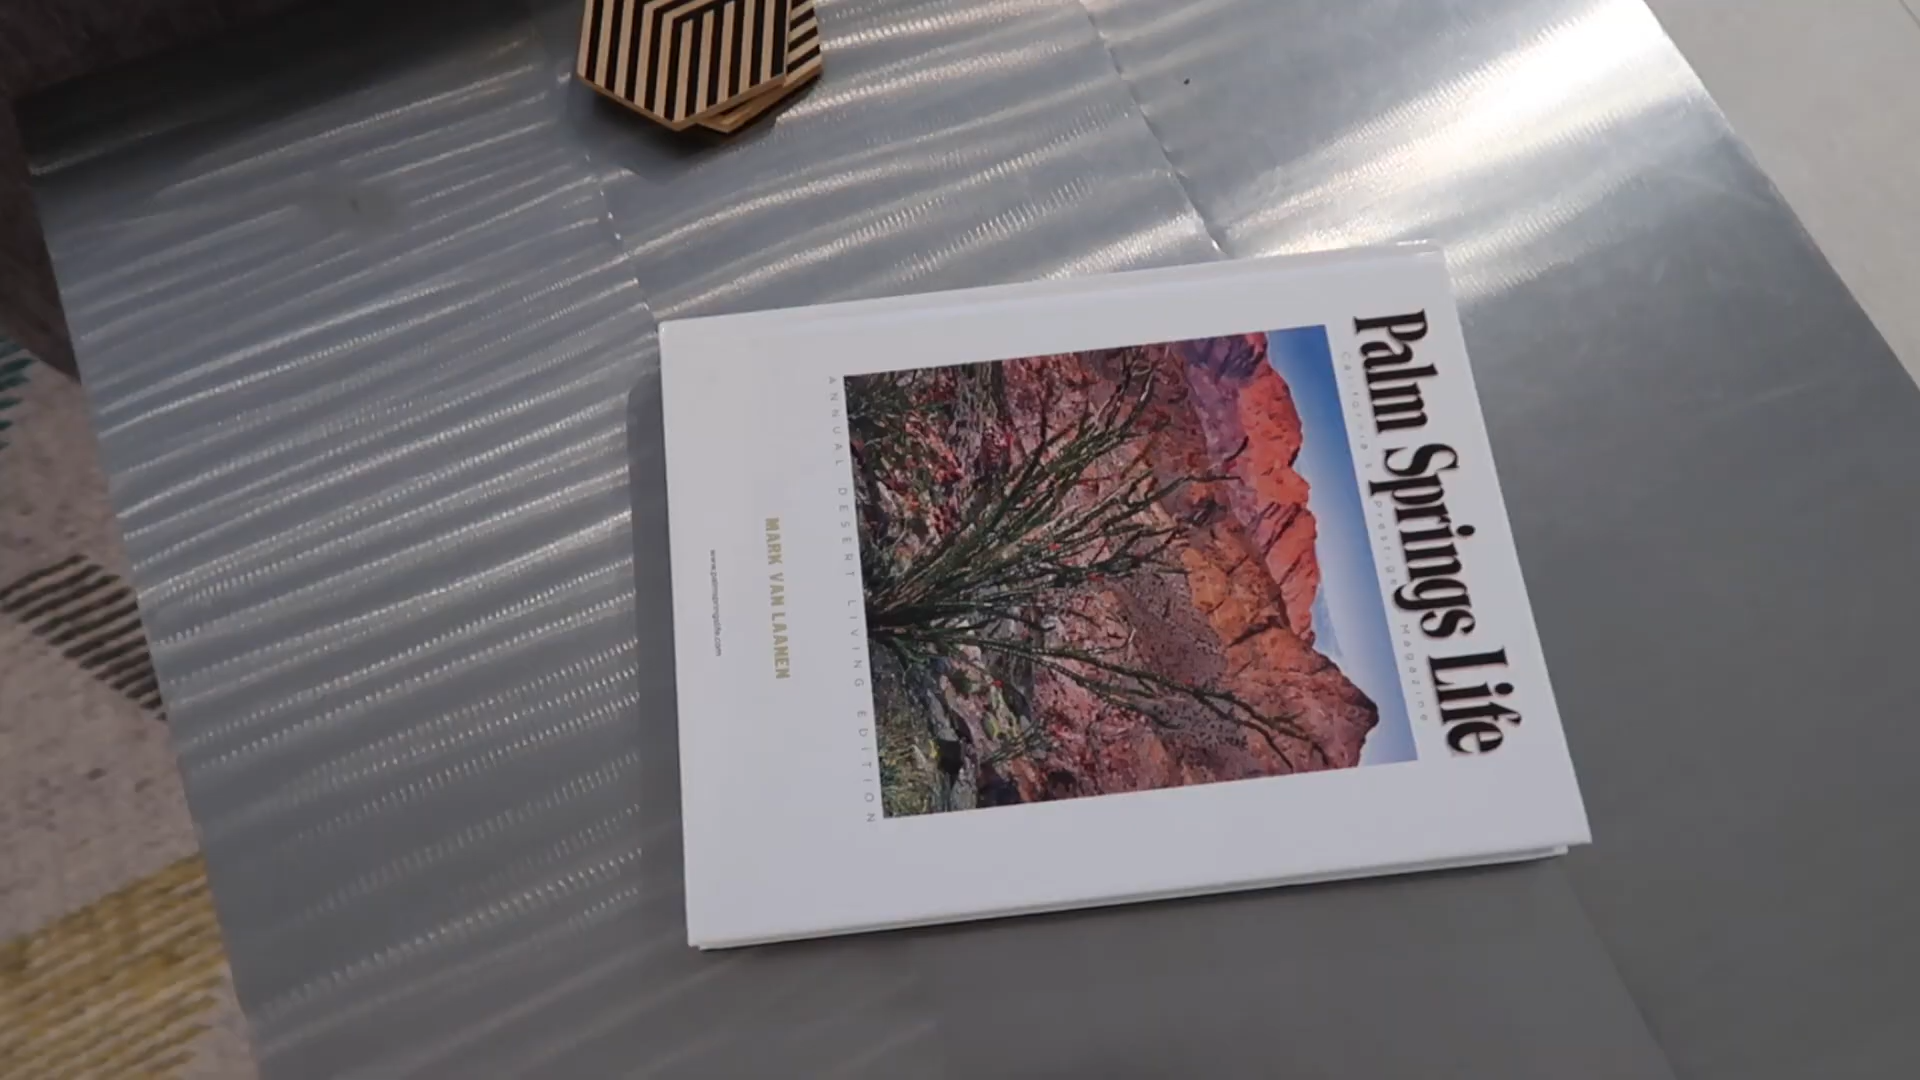 Palm Springs Life
California's Prestige Magazine
ANNUAL DESERT LIVING EDITION
MARK VAN LAANEN
www.palmspringslife.com